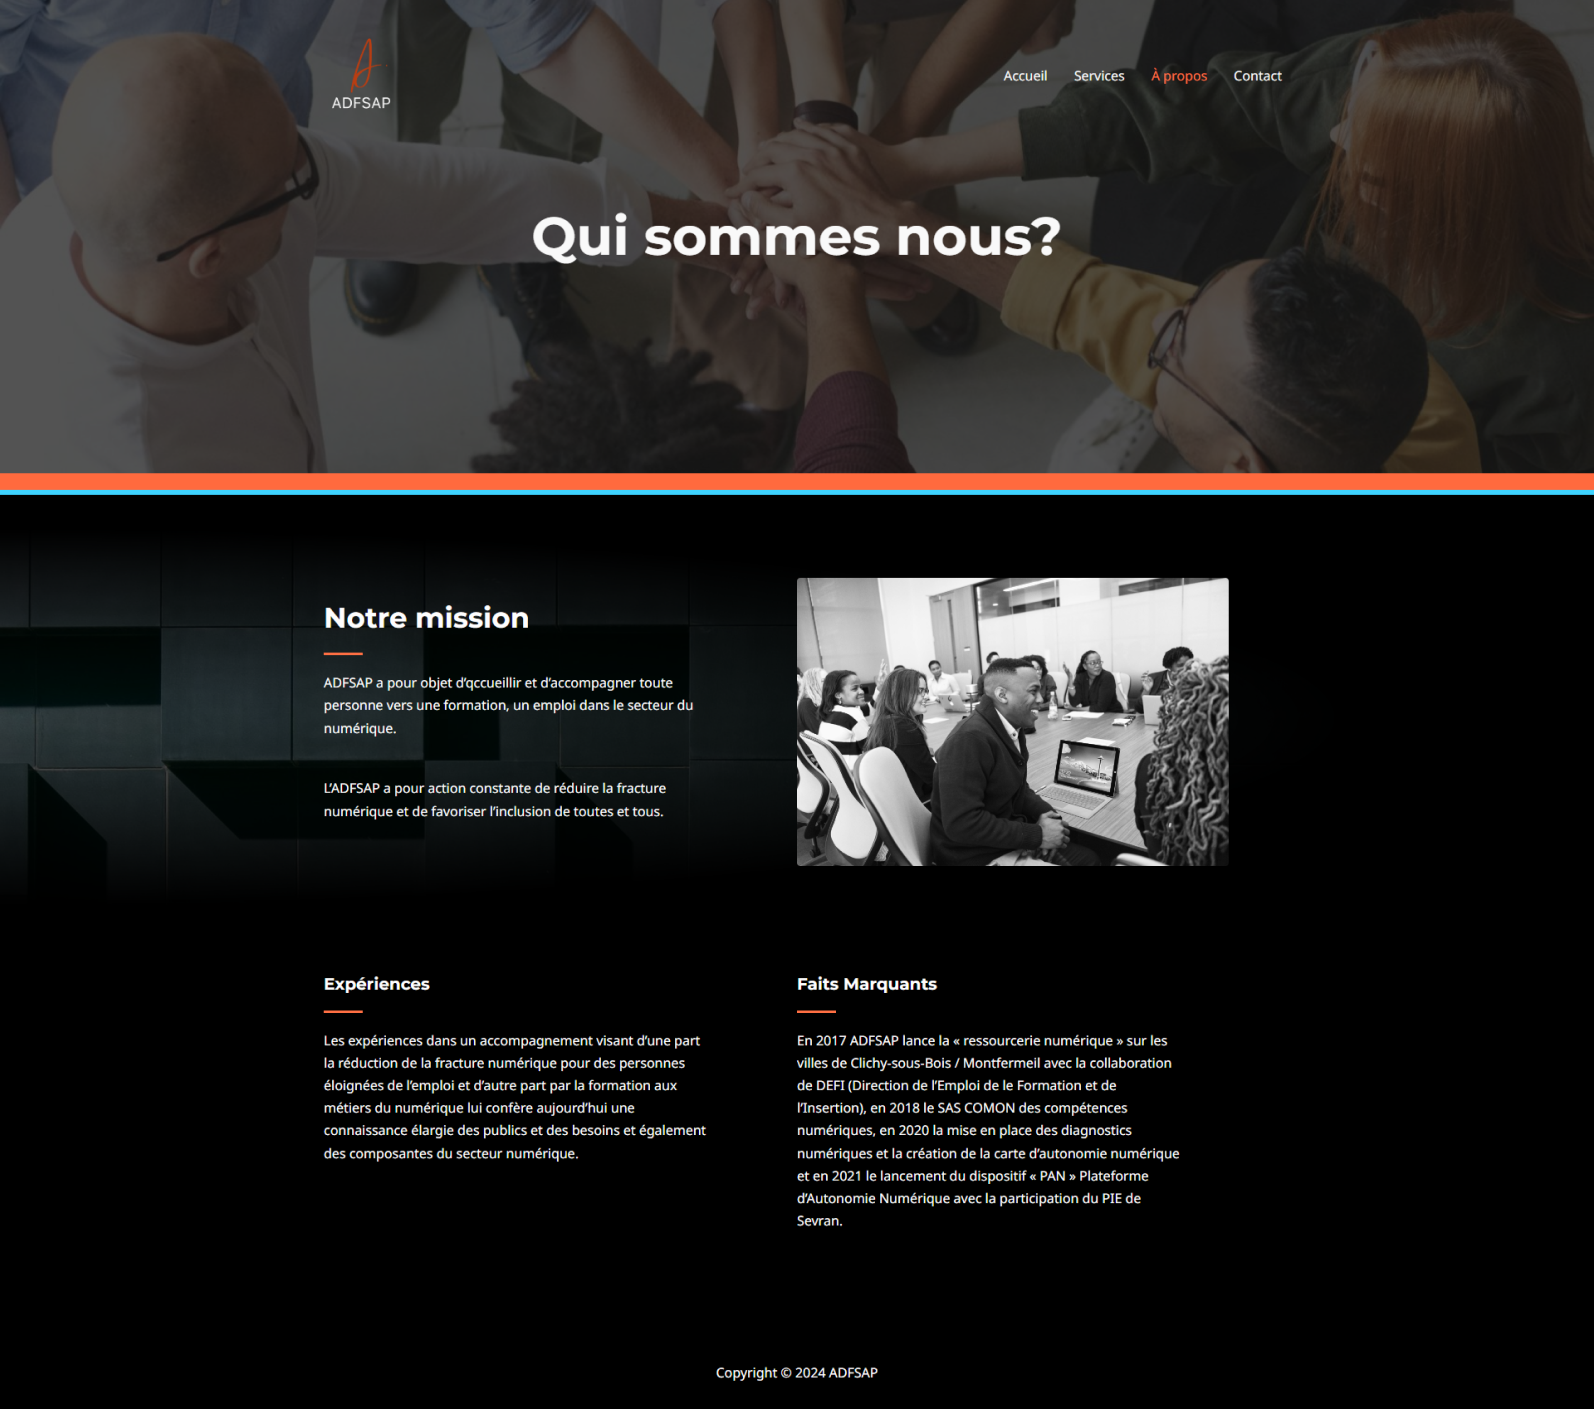 ADFSAP
Accueil Services À propos Contact
Qui sommes nous?
Notre mission
ADFSAP a pour objet d’qccueillir et d’accompagner toute
personne vers une formation, un emploi dans le secteur du
numérique.
L’ADFSAP a pour action constante de réduire la fracture
numérique et de favoriser l’inclusion de toutes et tous.
Expériences
Les expériences dans un accompagnement visant d’une part
la réduction de la fracture numérique pour des personnes
éloignées de l’emploi et d’autre part par la formation aux
métiers du numérique lui confère aujourd’hui une
connaissance élargie des publics et des besoins et également
des composantes du secteur numérique.
Faits Marquants
En 2017 ADFSAP lance la « ressourcerie numérique » sur les
villes de Clichy-sous-Bois / Montfermeil avec la collaboration
de DEFI (Direction de l’Emploi de le Formation et de
l’Insertion), en 2018 le SAS COMON des compétences
numériques, en 2020 la mise en place des diagnostics
numériques et la création de la carte d’autonomie numérique
et en 2021 le lancement du dispositif « PAN » Plateforme
d’Autonomie Numérique avec la participation du PIE de
Sevran.
Copyright © 2024 ADFSAP